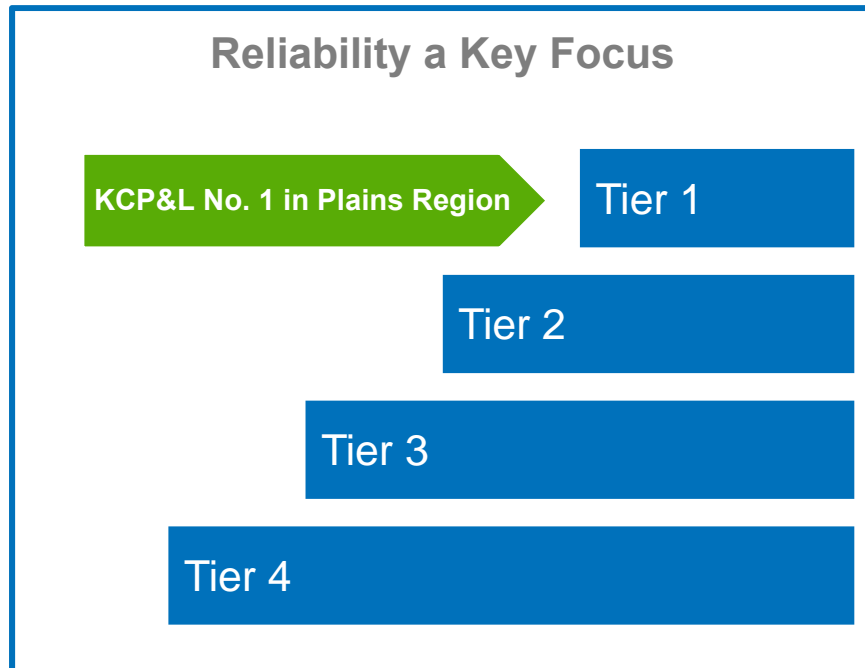 Reliability a Key Focus
KCP&L No. 1 in Plains Region
Tier 1
Tier 2
Tier 3
Tier 4